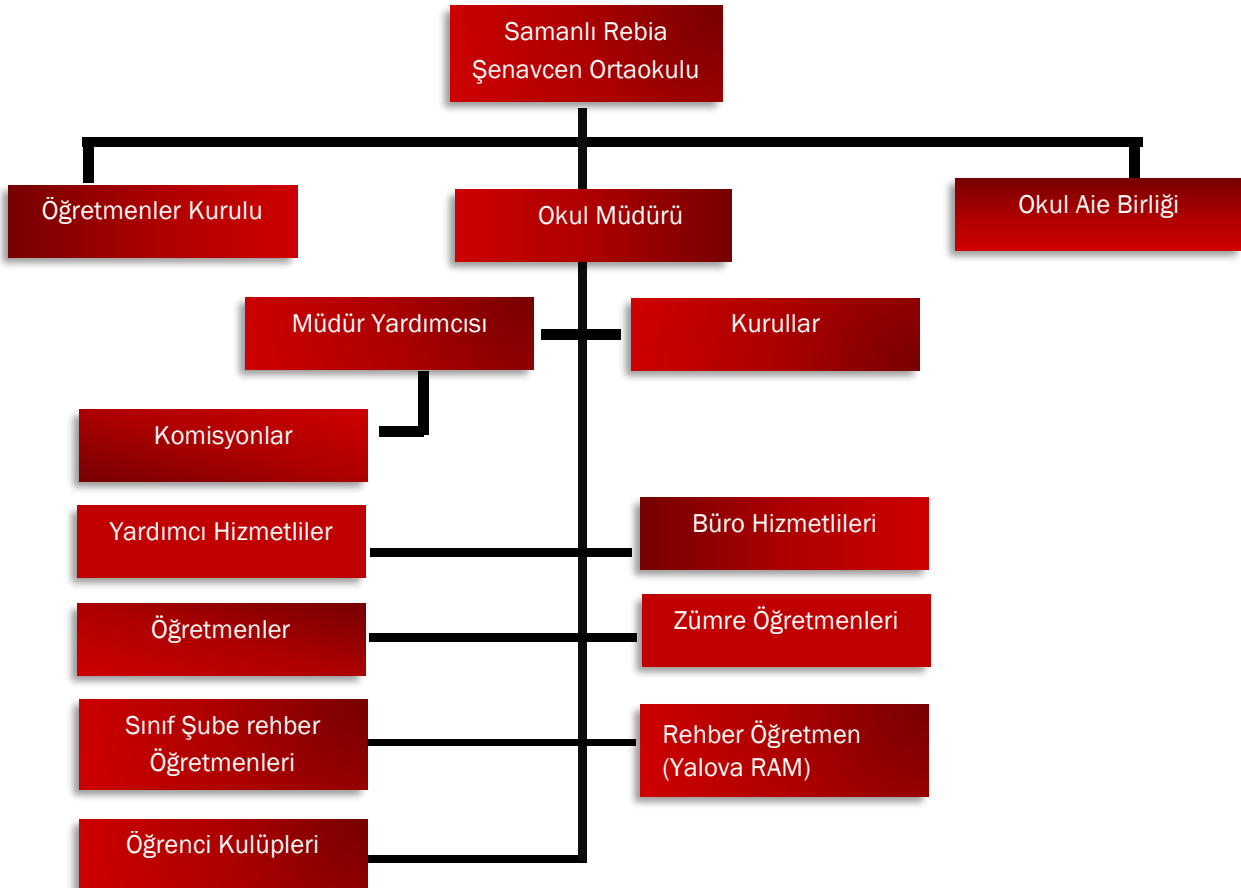 Samanlı Rebia
Şenavcen Ortaokulu
Öğretmenler Kurulu
Okul Müdürü
Okul Aie Birliği
Müdür Yardımcısı
Kurullar
Komisyonlar
Yardımcı Hizmetliler
Büro Hizmetlileri
Öğretmenler
Zümre Öğretmenleri
Sınıf Şube rehber
Öğretmenleri
Rehber Öğretmen
(Yalova RAM)
Öğrenci Kulüpleri